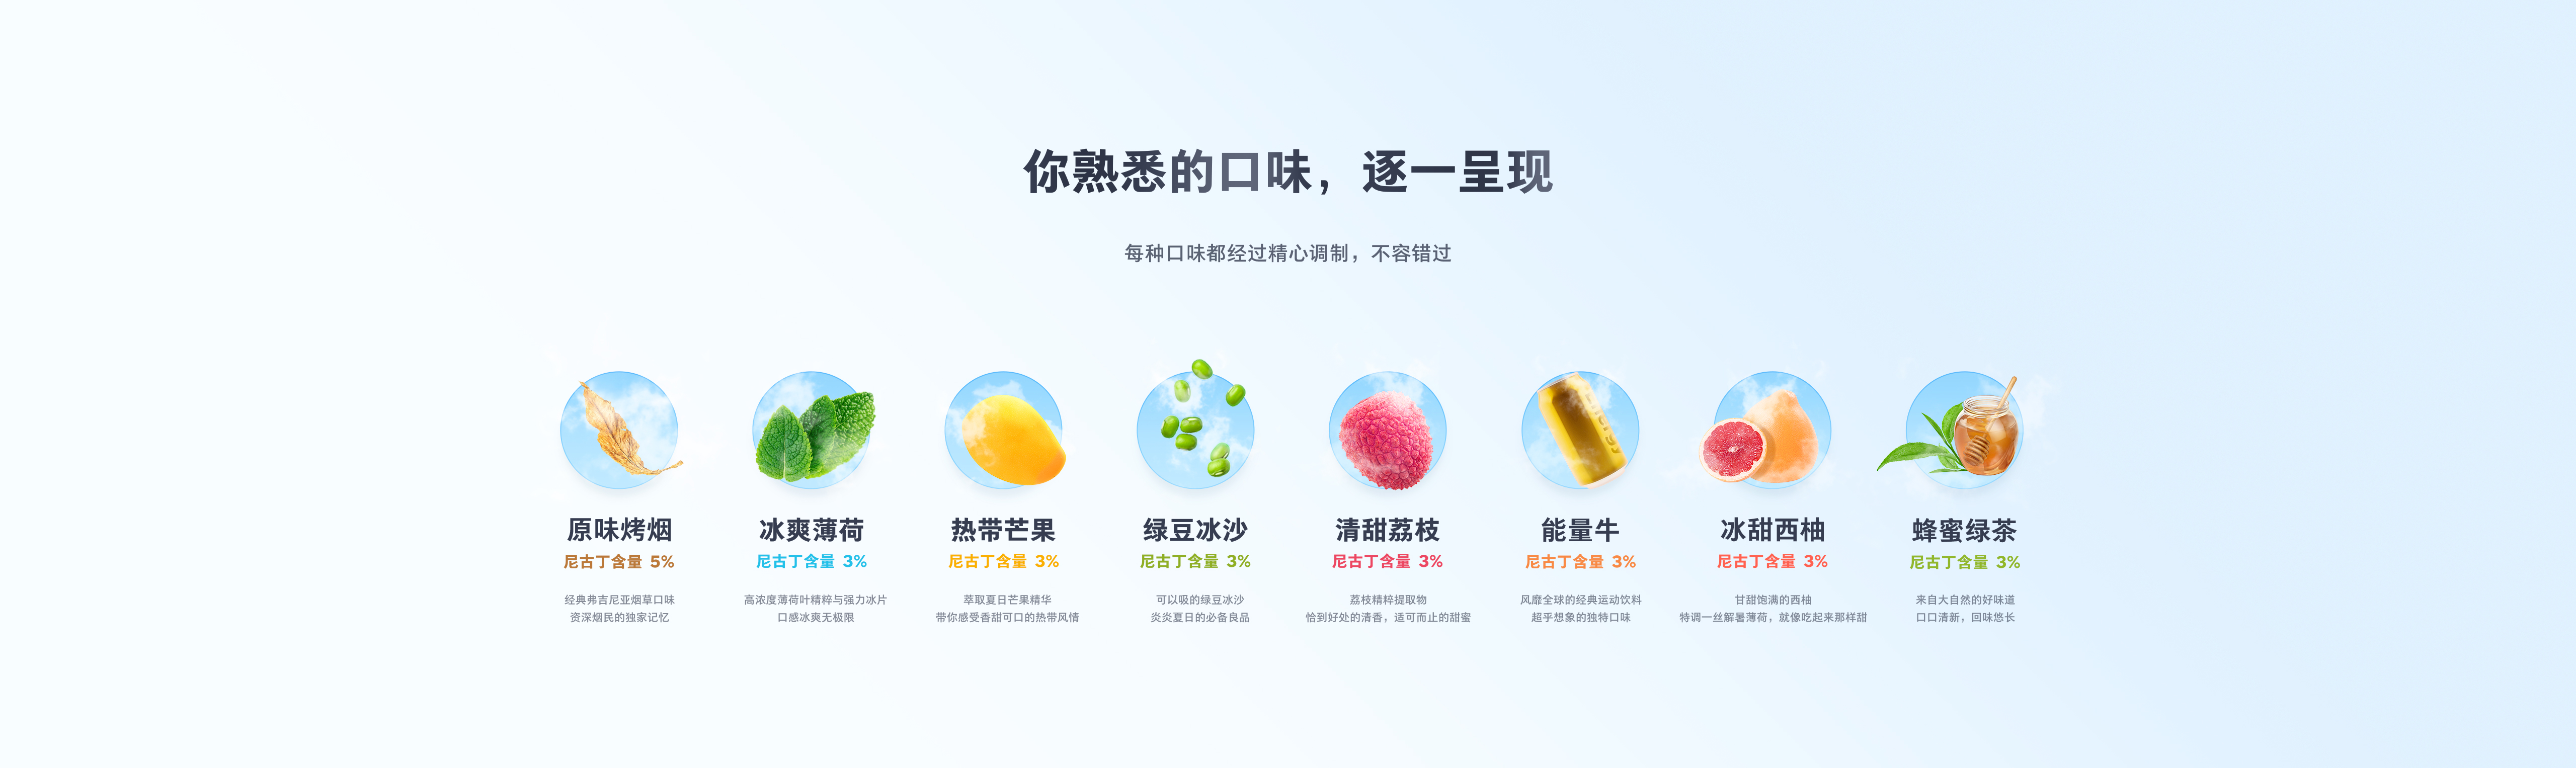 你熟悉的口味，逐一呈现
每种口味都经过精心调制，不容错过
原味烤烟
尼古丁含量 5%
经典弗吉尼亚烟草口味
资深烟民的独家记忆
冰爽薄荷
尼古丁含量 3%
高浓度薄荷叶精粹与强力冰片
口感冰爽无极限
热带芒果
尼古丁含量 3%
萃取夏日芒果精华
带你感受香甜可口的热带风情
绿豆冰沙
尼古丁含量 3%
可以吸的绿豆冰沙
炎炎夏日的必备良品
清甜荔枝
尼古丁含量 3%
荔枝精粹提取物
恰到好处的清香，适可而止的甜蜜
能量牛
尼古丁含量 3%
风靡全球的经典运动饮料
超乎想象的独特口味
冰甜西柚
尼古丁含量 3%
甘甜饱满的西柚
特调一丝解暑薄荷，就像吃起来那样甜
蜂蜜绿茶
尼古丁含量 3%
来自大自然的好味道
口口清新，回味悠长